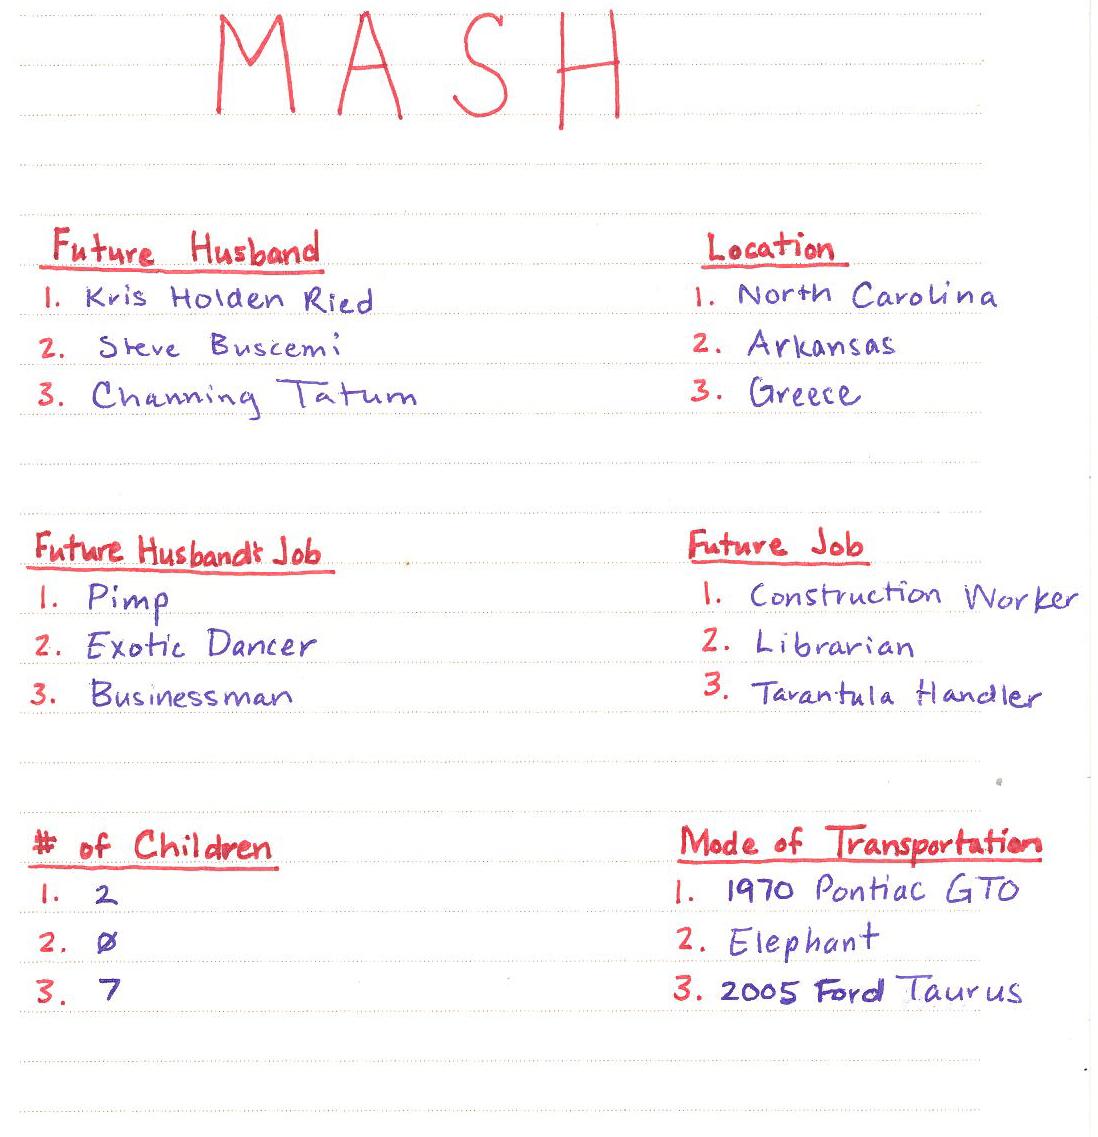 MASH
Future Husband
1. Kris Holden Ried
2. Steve Buscemi
3. Channing Tatum
Location
1. North Carolina
2. Arkansas
3. Greece
Future Husband's Job
1. Pimp
2. Exotic Dancer
3. Businessman
Future Job
1. Construction Worker
2. Librarian
3. Tarantula Handler
# of Children
1. 2
2. Ø
3. 7
Mode of Transportation
1. 1970 Pontiac GTO
2. Elephant
3. 2005 Ford Taurus